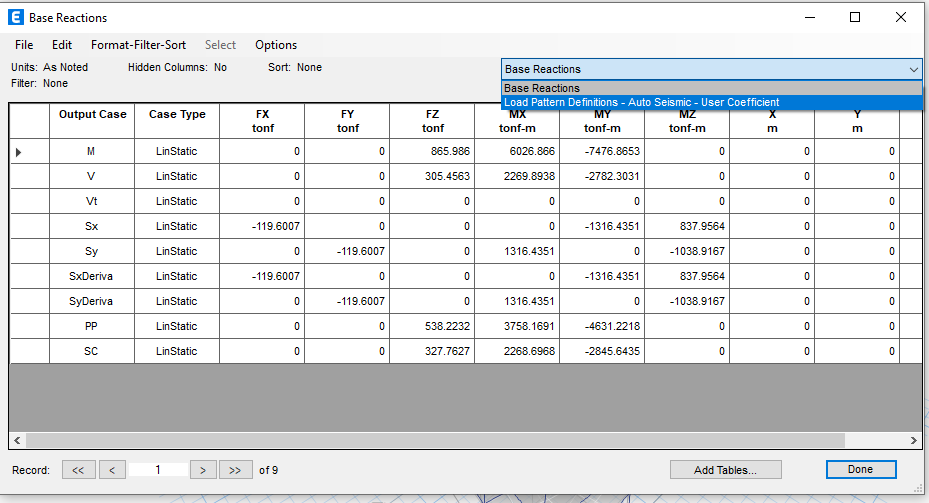 E Base Reactions
File Edit Format-Filter-Sort Select Options
Units: As Noted Hidden Columns: No Sort: None
Filter: None
Base Reactions
Base Reactions
Load Pattern Definitions - Auto Seismic - User Coefficient
Output Case Case Type FX FY FZ MX MY MZ X Y
tonf tonf tonf tonf-m tonf-m tonf-m m m
M LinStatic 0 0 865.986 6026.866 -7476.8653 0 0 0
V LinStatic 0 0 305.4563 2269.8938 -2782.3031 0 0 0
Vt LinStatic 0 0 0 0 0 0 0 0
Sx LinStatic -119.6007 0 0 0 -1316.4351 837.9564 0 0
Sy LinStatic 0 -119.6007 0 1316.4351 0 -1038.9167 0 0
SxDeriva LinStatic -119.6007 0 0 0 -1316.4351 837.9564 0 0
SyDeriva LinStatic 0 -119.6007 0 1316.4351 0 -1038.9167 0 0
PP LinStatic 0 0 538.2232 3758.1691 -4631.2218 0 0 0
SC LinStatic 0 0 327.7627 2268.6968 -2845.6435 0 0 0
Record: << < 1 > >> of 9 Add Tables... Done